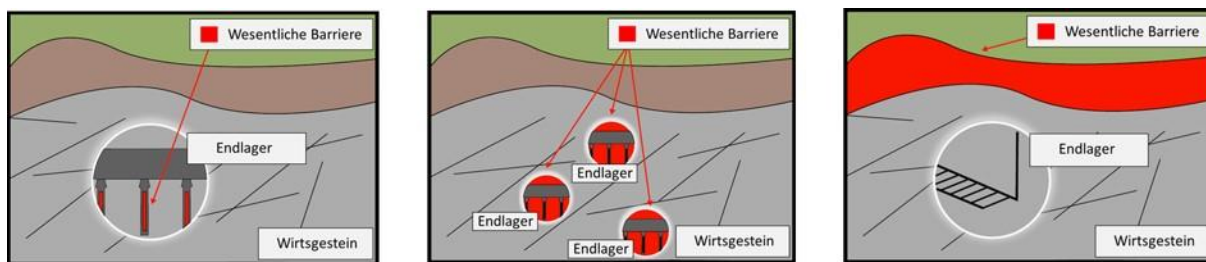 Wesentliche Barriere
Endlager
Wirtsgestein
Wesentliche Barriere
Endlager
Endlager
Endlager
Wirtsgestein
Wesentliche Barriere
Endlager
Wirtsgestein